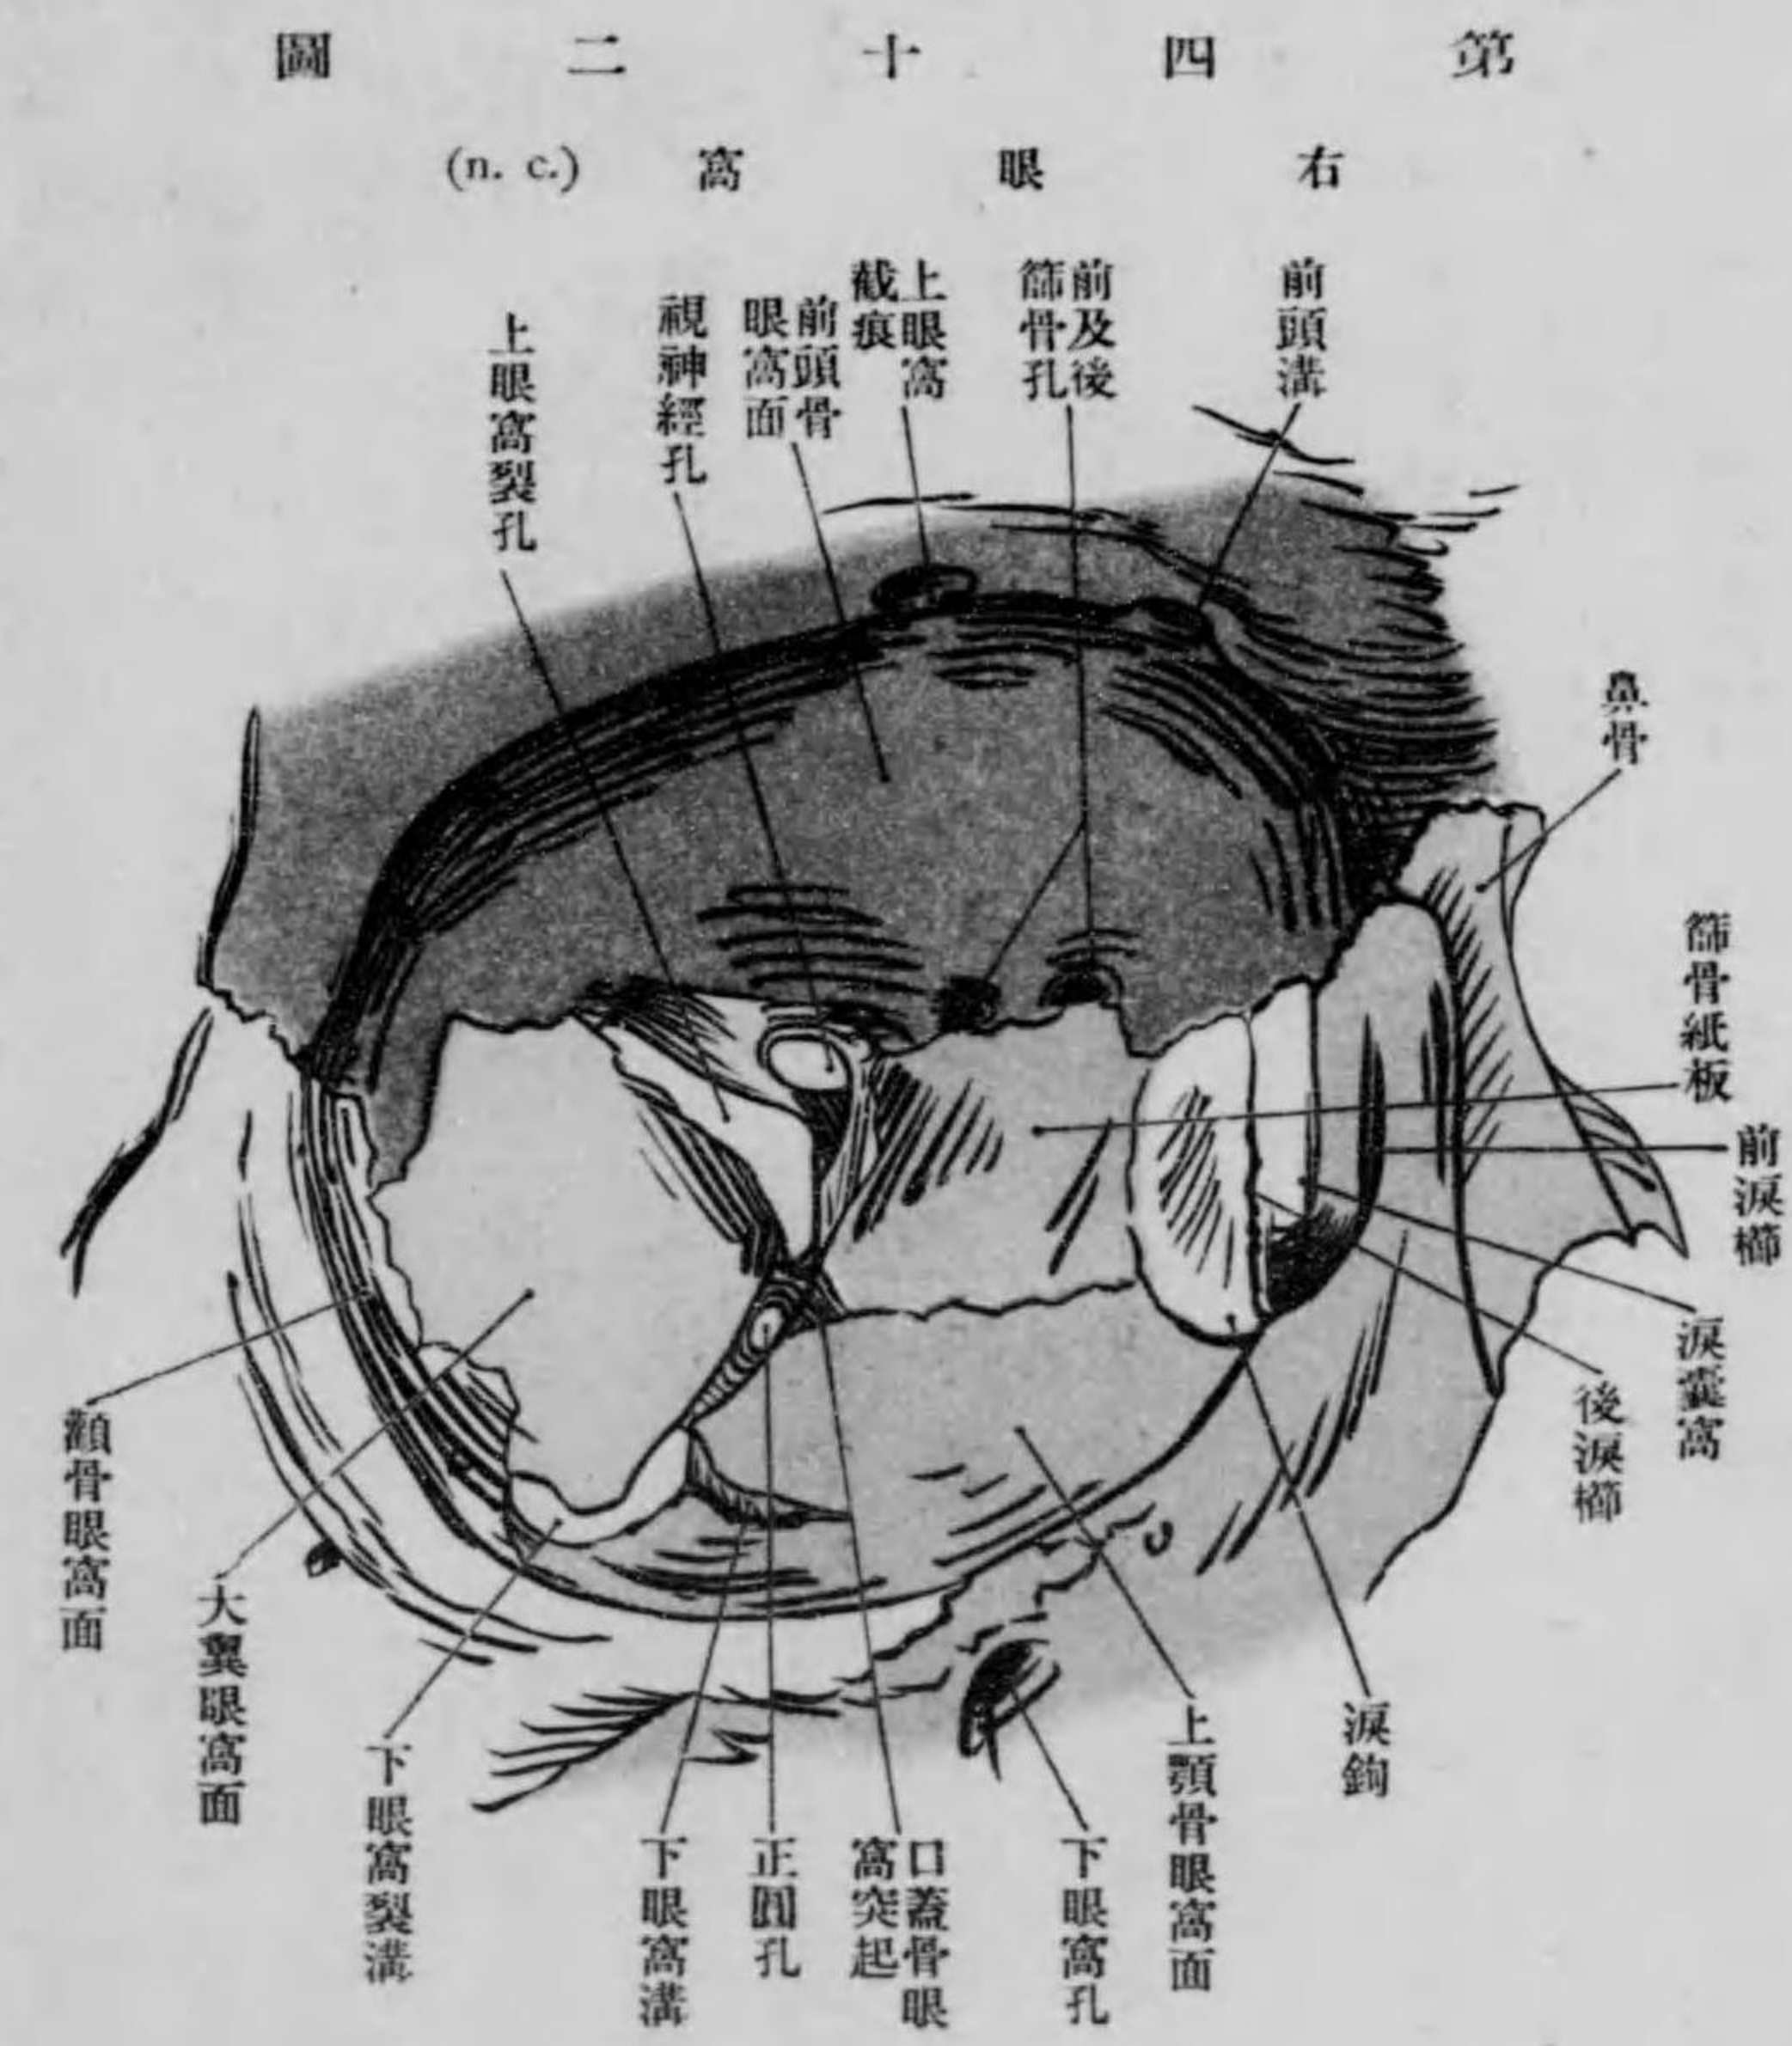 第四十二圖
右眼窩 (n. c.)
前頭溝
前及後
篩骨孔
上眼窩
截痕
前頭骨
眼窩面
視神經孔
上眼窩裂孔
鼻骨
篩骨紙板
前淚櫛
淚囊窩
後淚櫛
淚鉤
上顎骨眼窩面
下眼窩孔
口蓋骨眼
窩突起
正圓孔
下眼窩溝
下眼窩裂溝
大翼眼窩面
顴骨眼窩面